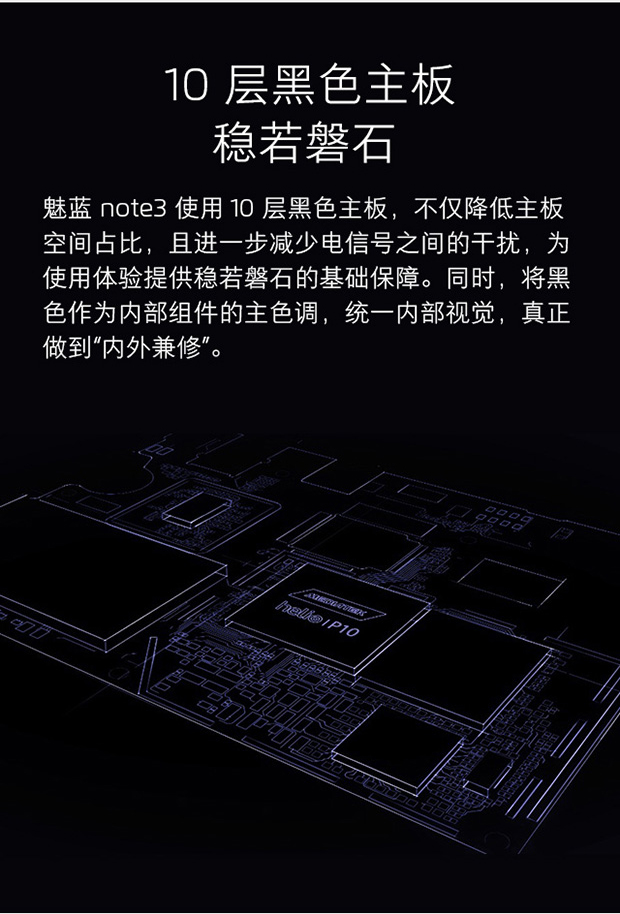 10 层黑色主板
稳若磐石
魅蓝 note3 使用 10 层黑色主板，不仅降低主板
空间占比，且进一步减少电信号之间的干扰，为
使用体验提供稳若磐石的基础保障。同时，将黑
色作为内部组件的主色调，统一内部视觉，真正
做到“内外兼修”。
MEDIATEK
helio | P10